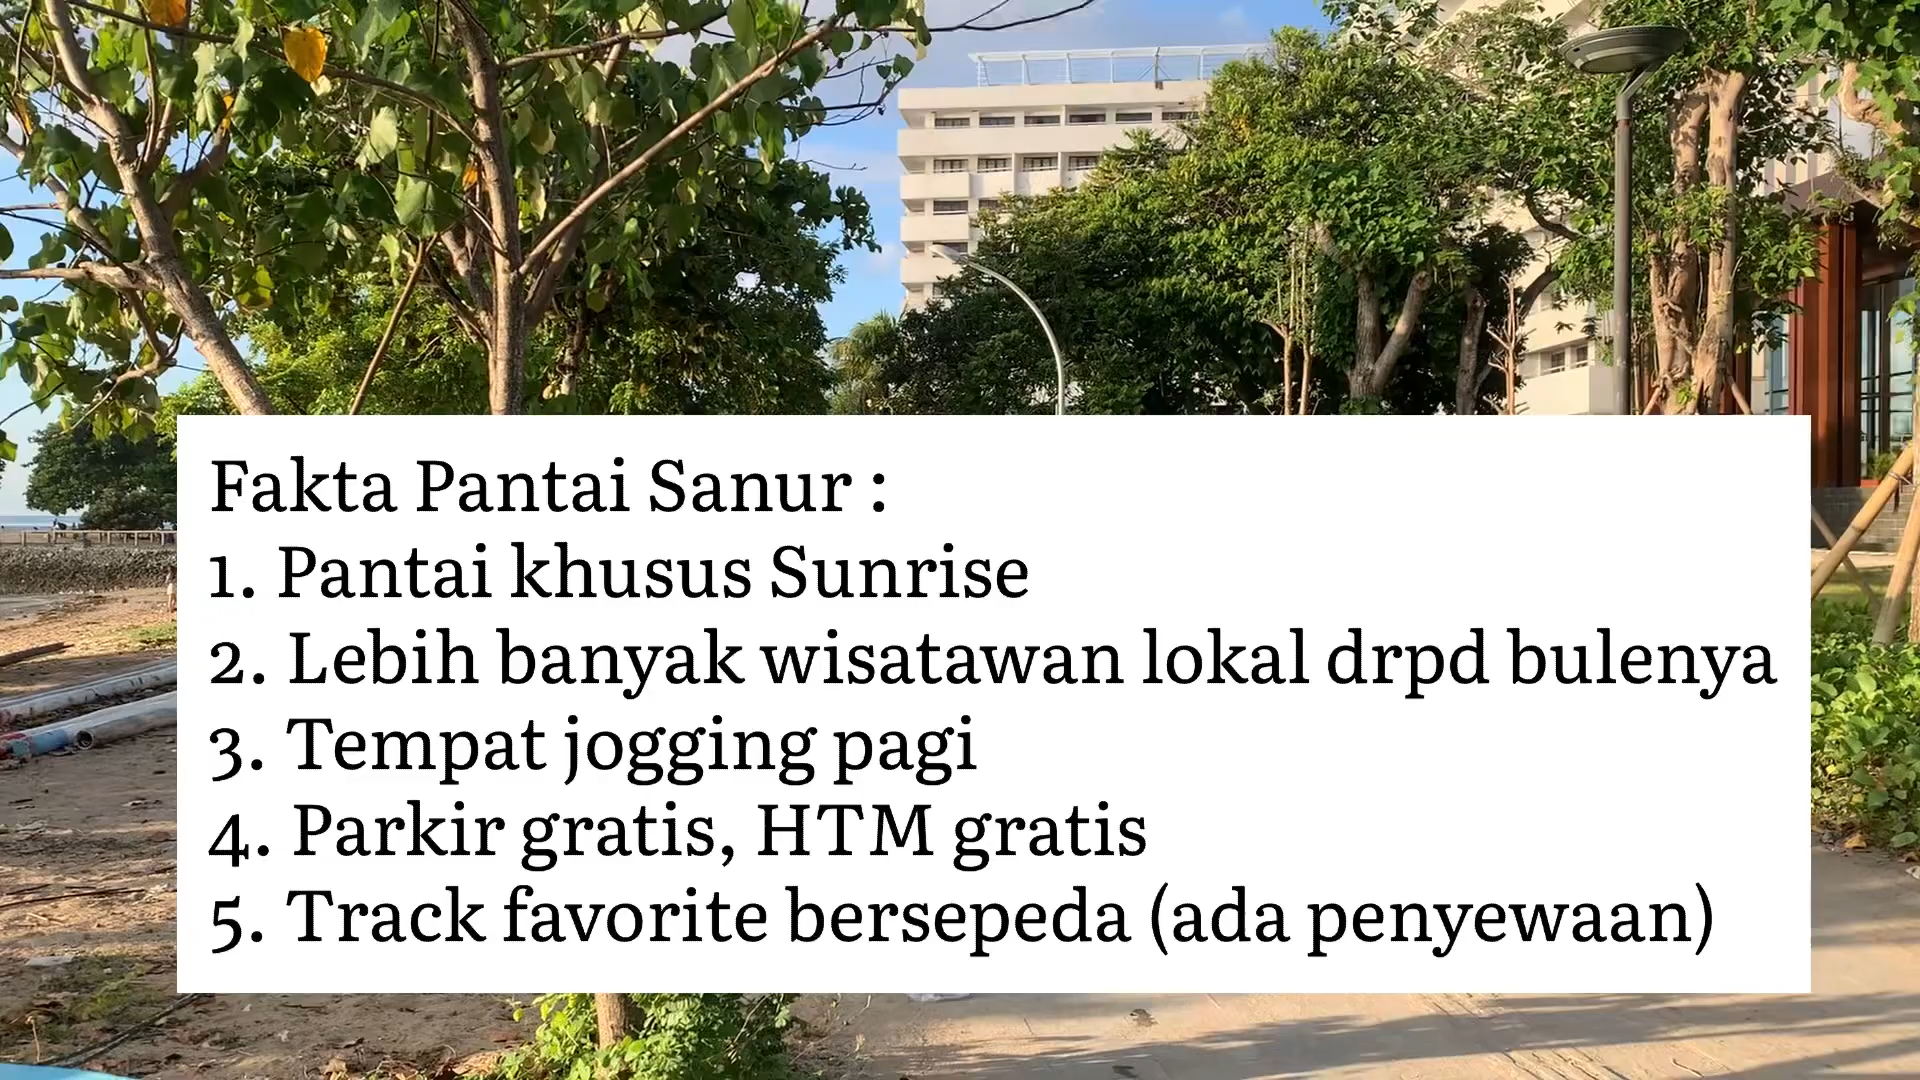 Fakta Pantai Sanur :
1. Pantai khusus Sunrise
2. Lebih banyak wisatawan lokal drpd bulenya
3. Tempat jogging pagi
4. Parkir gratis, HTM gratis
5. Track favorite bersepeda (ada penyewaan)